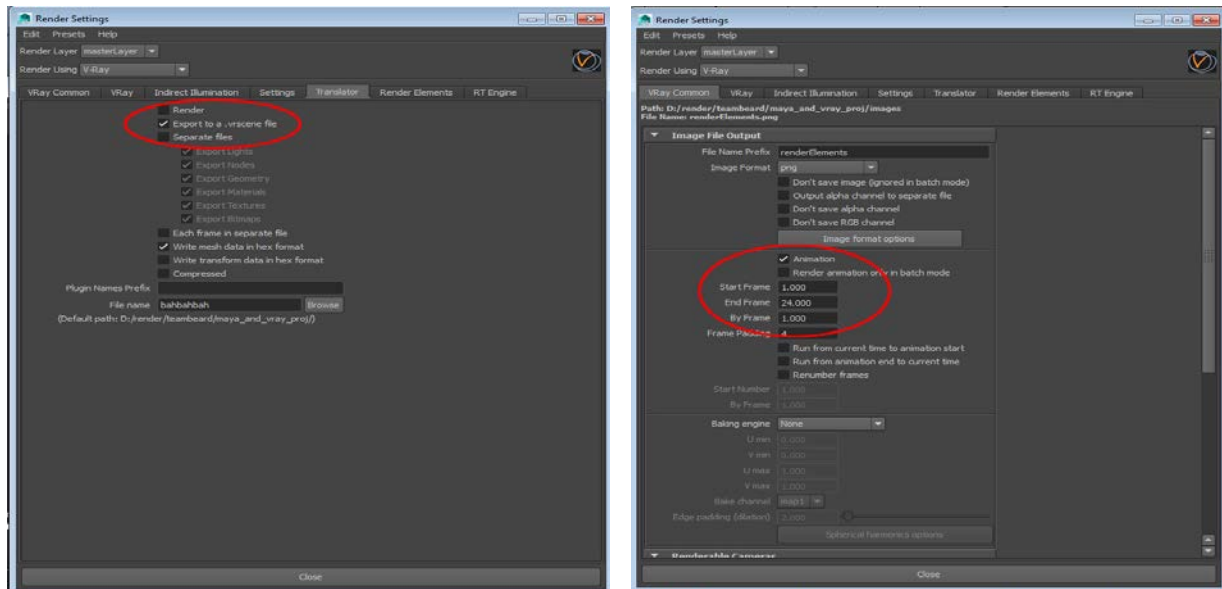 Render Settings
Edit Presets Help
Render Layer masterLayer
Render Using V-Ray
VRay Common VRay Indirect Illumination Settings Translator Render Elements RT Engine
Render
Export to a .vrscene file
Separate files
Export Lights
Export Nodes
Export Geometry
Export Materials
Export Textures
Export Bitmaps
Each frame in separate file
Write mesh data in hex format
Write transform data in hex format
Compressed
Plugin Names Prefix
File name bahbahbah Browse
(Default path: D:/render/teambeard/maya_and_vray_proj/)
Close
Render Settings
Edit Presets Help
Render Layer masterLayer
Render Using V-Ray
VRay Common VRay Indirect Illumination Settings Translator Render Elements RT Engine
Path: D:/render/teambeard/maya_and_vray_proj/images
File Name: renderElements.png
Image File Output
File Name Prefix renderElements
Image Format png
Don't save image (ignored in batch mode)
Output alpha channel to separate file
Don't save alpha channel
Don't save RGB channel
Image format options
Animation
Render animation only in batch mode
Start Frame 1.000
End Frame 24.000
By Frame 1.000
Frame Padding 4
Run from current time to animation start
Run from animation end to current time
Renumber frames
Start Number 1.000
By Frame 1.000
Baking engine None
U min 0.000
V min 0.000
U max 1.000
V max 1.000
Bake channel map1
Edge padding (dilation) 2.000
Spherical harmonics options
Renderable Cameras
Close